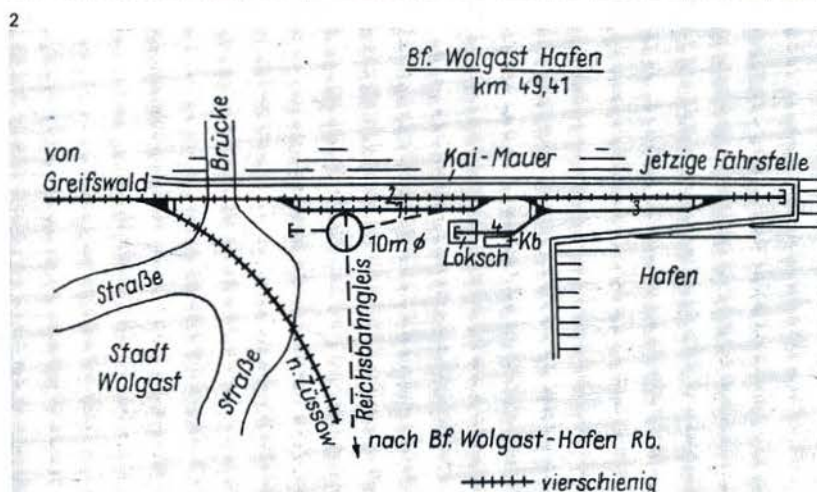 2
Bf. Wolgast Hafen
km 49,41
Brücke
von
Greifswald
Kai-Mauer
jetzige Fährstelle
2
1
3
4
10m ø
Loksch
Kb
Hafen
Straße
Stadt
Wolgast
Straße
n. Züssow
Reichsbahngleis
nach Bf. Wolgast-Hafen Rb.
vierschienig